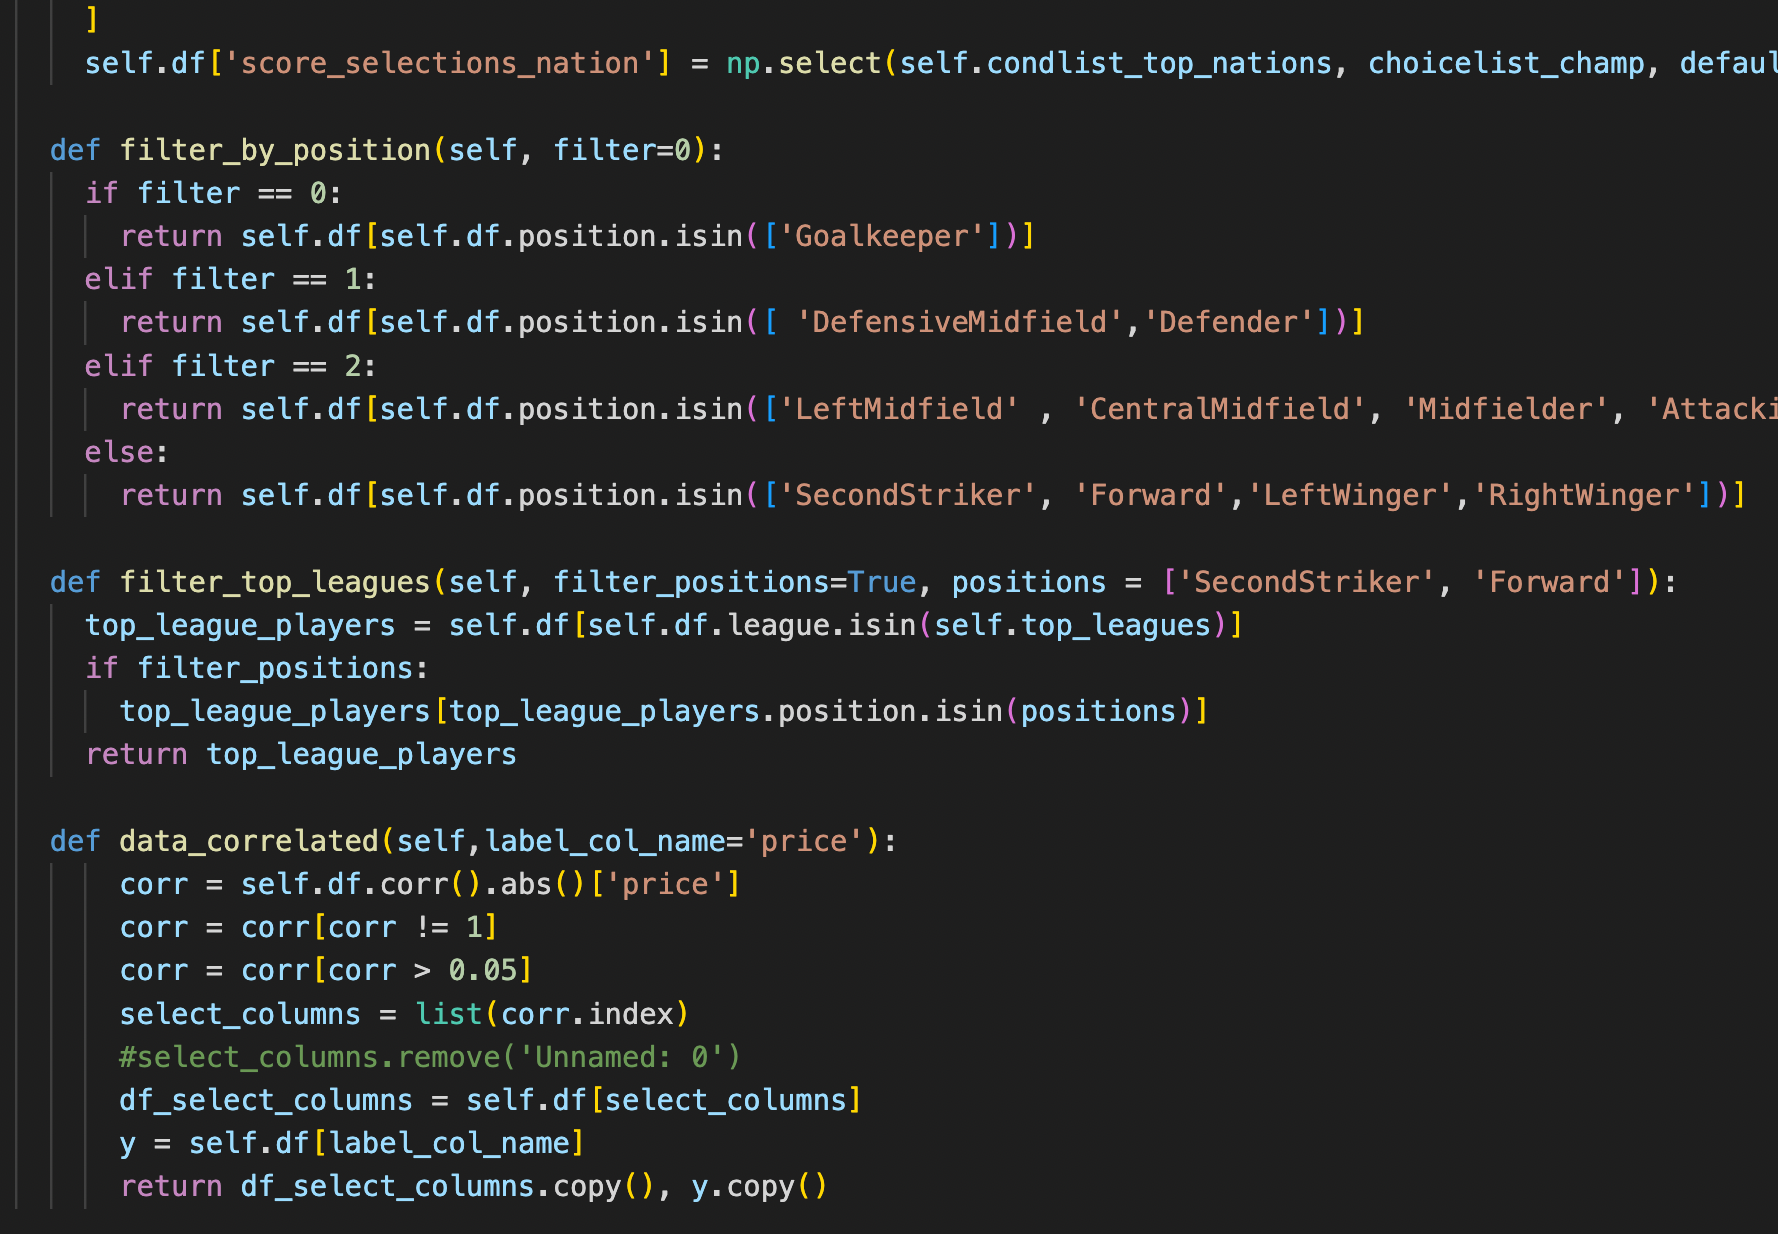 ]
self.df['score_selections_nation'] = np.select(self.condlist_top_nations, choicelist_champ, defaul
def filter_by_position(self, filter=0):
if filter == 0:
return self.df[self.df.position.isin(['Goalkeeper'])]
elif filter == 1:
return self.df[self.df.position.isin([ 'DefensiveMidfield','Defender'])]
elif filter == 2:
return self.df[self.df.position.isin(['LeftMidfield' , 'CentralMidfield', 'Midfielder', 'Attacki
else:
return self.df[self.df.position.isin(['SecondStriker', 'Forward','LeftWinger','RightWinger'])]
def filter_top_leagues(self, filter_positions=True, positions = ['SecondStriker', 'Forward']):
top_league_players = self.df[self.df.league.isin(self.top_leagues)]
if filter_positions:
top_league_players[top_league_players.position.isin(positions)]
return top_league_players
def data_correlated(self,label_col_name='price'):
corr = self.df.corr().abs()['price']
corr = corr[corr != 1]
corr = corr[corr > 0.05]
select_columns = list(corr.index)
#select_columns.remove('Unnamed: 0')
df_select_columns = self.df[select_columns]
y = self.df[label_col_name]
return df_select_columns.copy(), y.copy()